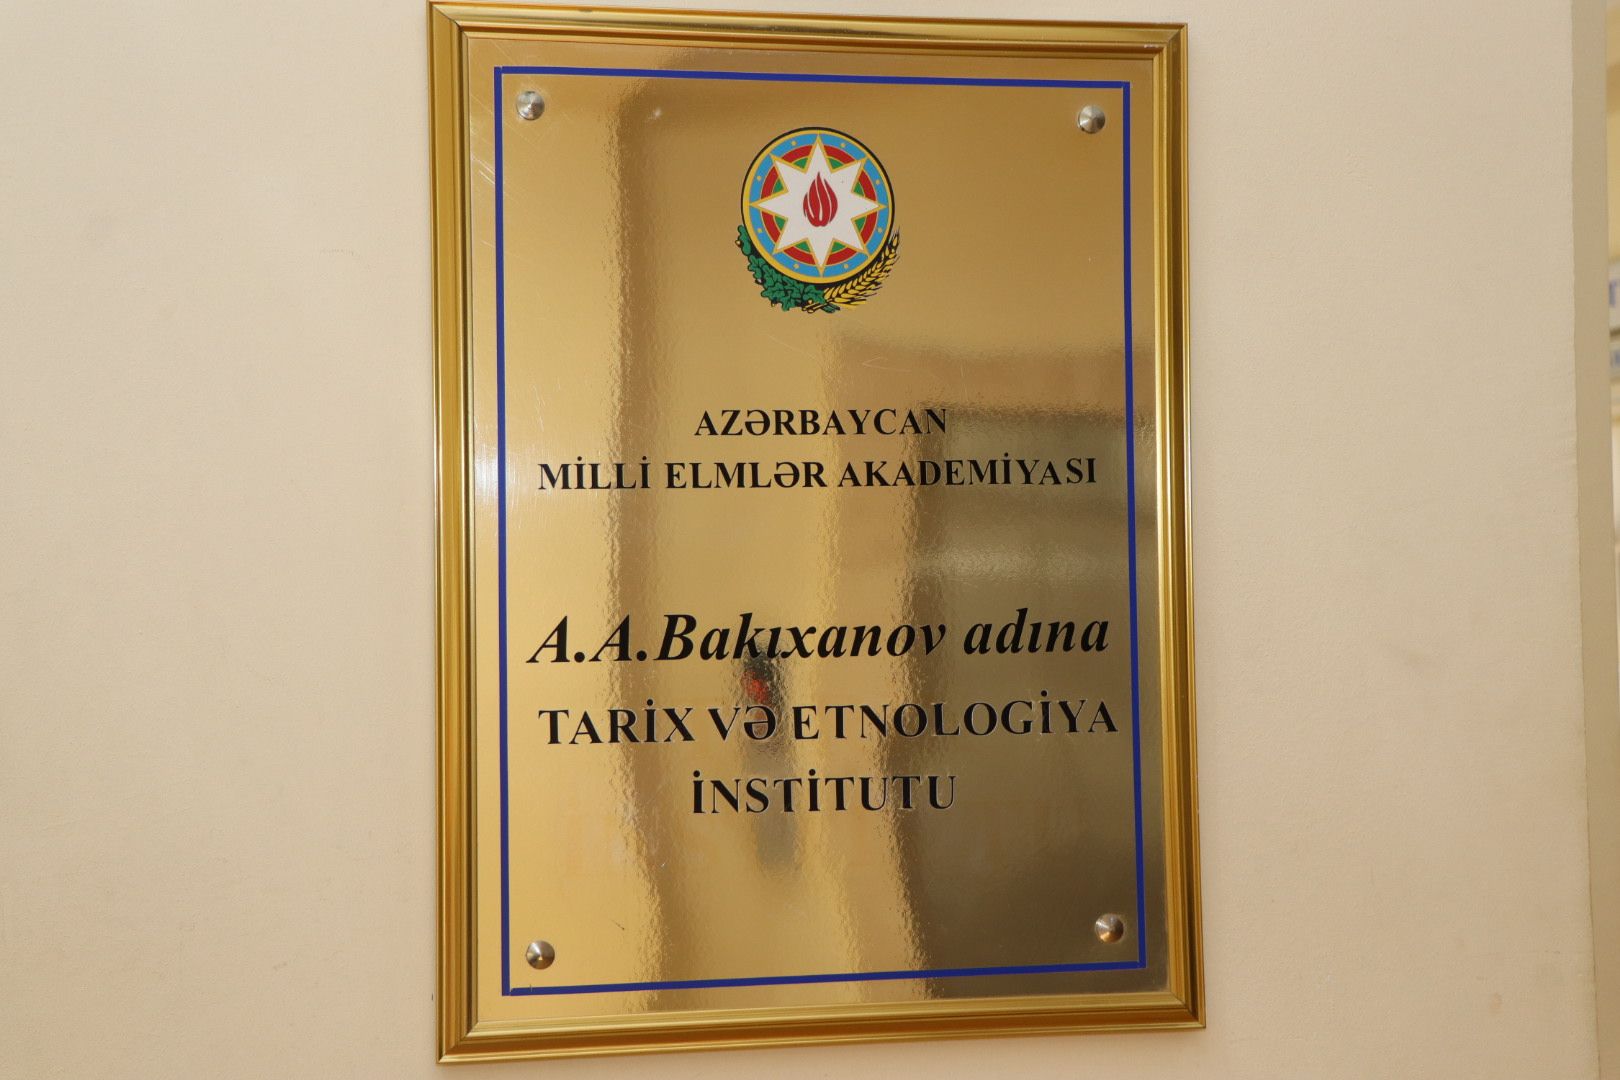 AZƏRBAYCAN
MİLLİ ELMLƏR AKADEMİYASI
A.A.Bakıxanov adına
TARİX VƏ ETNOLOGİYA
İNSTİTUTU